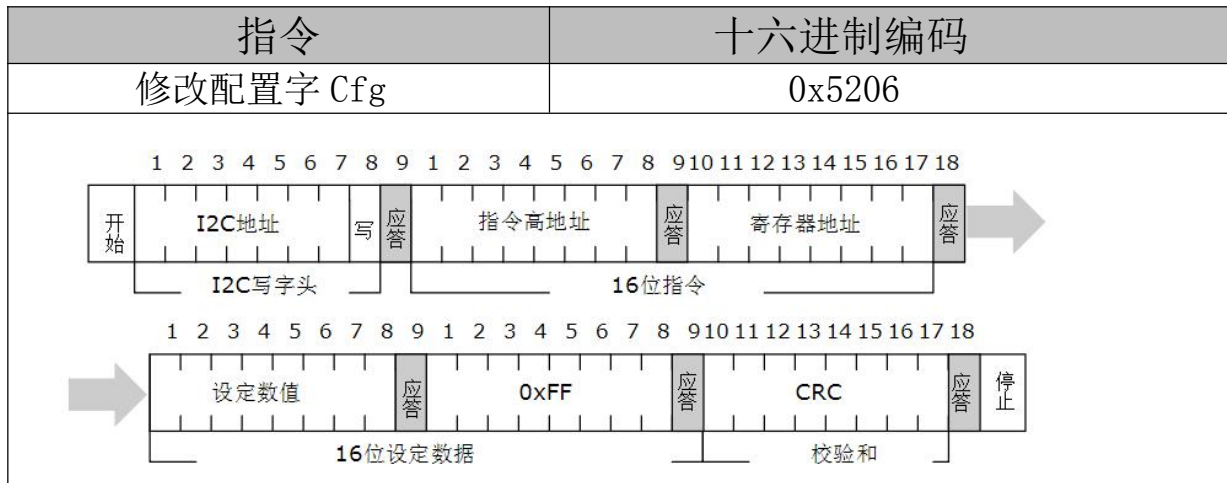 指令 十六进制编码
修改配置字 Cfg 0x5206
1 2 3 4 5 6 7 8 9 1 2 3 4 5 6 7 8 9 10 11 12 13 14 15 16 17 18
开始 I2C地址 写 应答 指令高地址 应答 寄存器地址 应答
I2C写字头 16位指令
1 2 3 4 5 6 7 8 9 1 2 3 4 5 6 7 8 9 10 11 12 13 14 15 16 17 18
设定数值 应答 0xFF 应答 CRC 应答 停止
16位设定数据 校验和